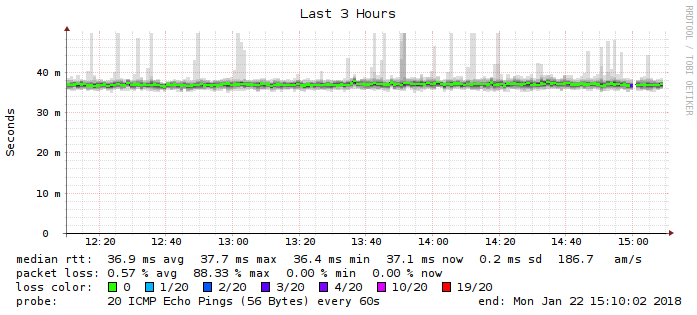 Last 3 Hours
RRDTOOL / TOBI OETIKER
Seconds
40 m
30 m
20 m
10 m
0
12:20 12:40 13:00 13:20 13:40 14:00 14:20 14:40 15:00
median rtt: 36.9 ms avg 37.7 ms max 36.4 ms min 37.1 ms now 0.2 ms sd 186.7 am/s
packet loss: 0.57 % avg 88.33 % max 0.00 % min 0.00 % now
loss color: 0 1/20 2/20 3/20 4/20 10/20 19/20
probe: 20 ICMP Echo Pings (56 Bytes) every 60s end: Mon Jan 22 15:10:02 2018